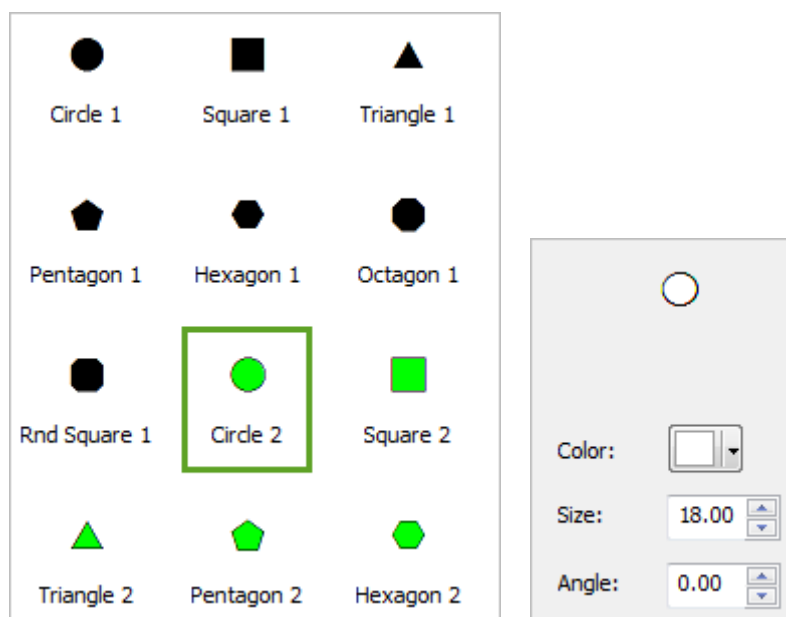 Circle 1 Square 1 Triangle 1
Pentagon 1 Hexagon 1 Octagon 1
Rnd Square 1 Circle 2 Square 2
Triangle 2 Pentagon 2 Hexagon 2
Color:
Size: 18.00
Angle: 0.00